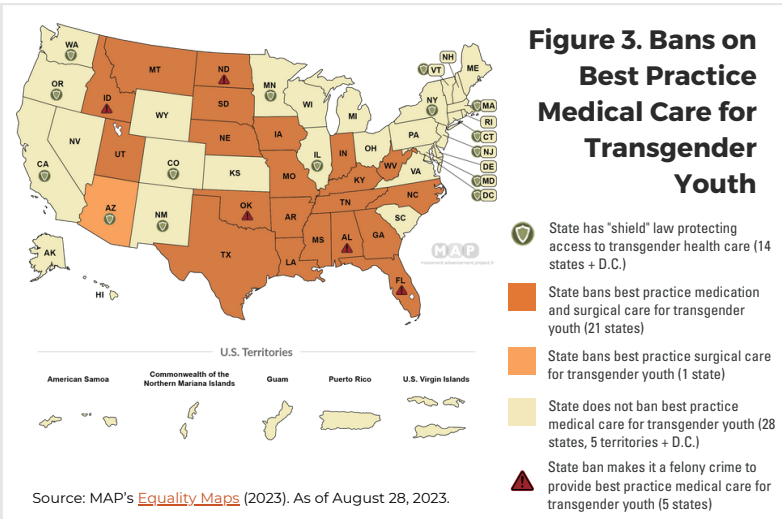 Figure 3. Bans on
Best Practice
Medical Care for
Transgender
Youth
WA
OR
CA
NV
ID
MT
WY
UT
AZ
CO
NM
ND
SD
NE
KS
OK
TX
MN
IA
MO
AR
LA
WI
IL
MI
IN
OH
KY
TN
MS
AL
GA
FL
SC
NC
VA
WV
PA
NY
ME
NH
VT
MA
RI
CT
NJ
DE
MD
DC
AK
HI
MAP
State has "shield" law protecting
access to transgender health care (14
states + D.C.)
State bans best practice medication
and surgical care for transgender
youth (21 states)
State bans best practice surgical care
for transgender youth (1 state)
State does not ban best practice
medical care for transgender youth (28
states, 5 territories + D.C.)
State ban makes it a felony crime to
provide best practice medical care for
transgender youth (5 states)
U.S. Territories
American Samoa
Commonwealth of the
Northern Mariana Islands
Guam
Puerto Rico
U.S. Virgin Islands
Source: MAP's Equality Maps (2023). As of August 28, 2023.